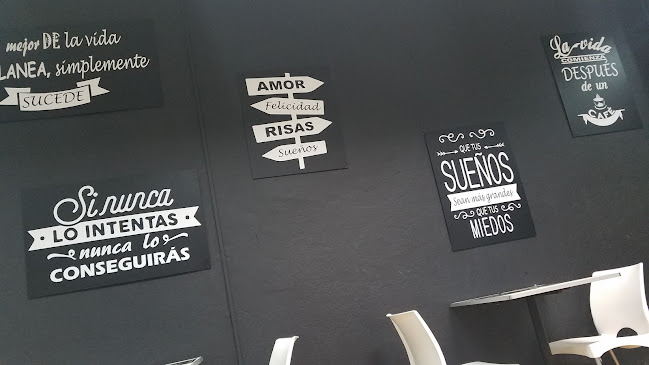 mejor DE la vida
LANEA, simplemente
SUCEDE
AMOR
Felicidad
RISAS
Sueños
La vida
COMIENZA
DESPUÉS
de un
CAFÉ
Si nunca
LO INTENTAS
nunca lo
CONSEGUIRÁS
QUE TUS
SUEÑOS
Sean más grandes
QUE TUS
MIEDOS